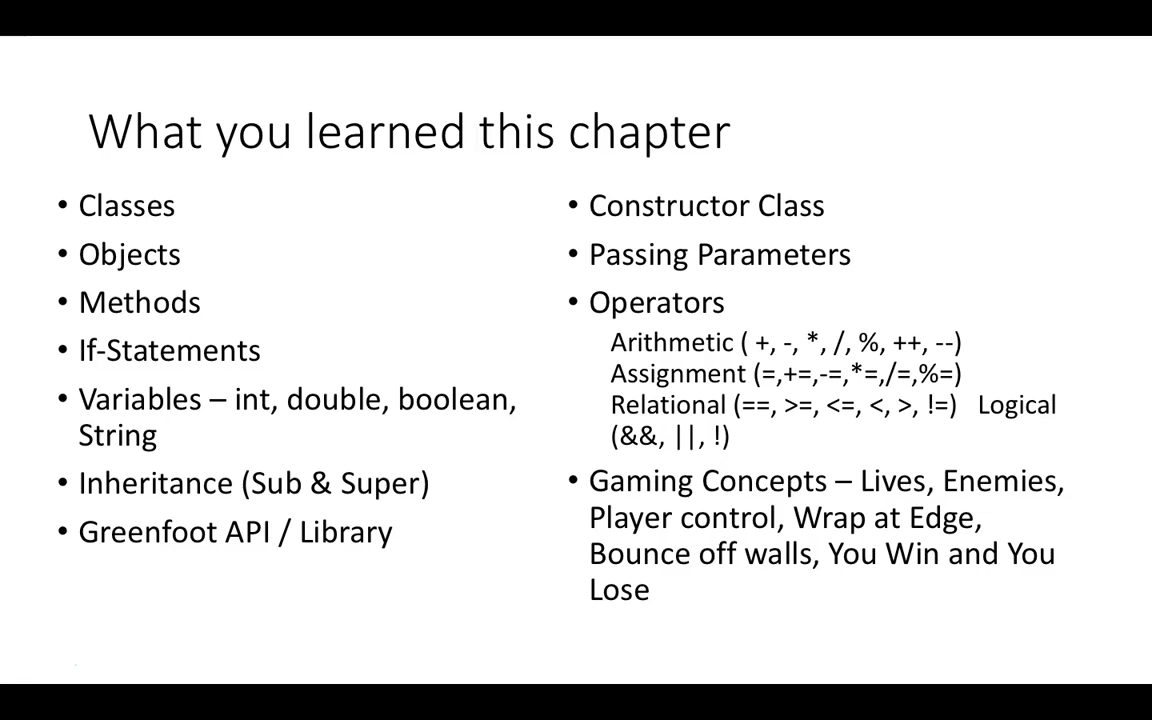 What you learned this chapter
• Classes
• Objects
• Methods
• If-Statements
• Variables – int, double, boolean,
String
• Inheritance (Sub & Super)
• Greenfoot API / Library
• Constructor Class
• Passing Parameters
• Operators
Arithmetic ( +, -, *, /, %, ++, --)
Assignment (=,+=,-=,*=,/=,%=)
Relational (==, >=, <=, <, >, !=)   Logical
(&&, ||, !)
• Gaming Concepts – Lives, Enemies,
Player control, Wrap at Edge,
Bounce off walls, You Win and You
Lose